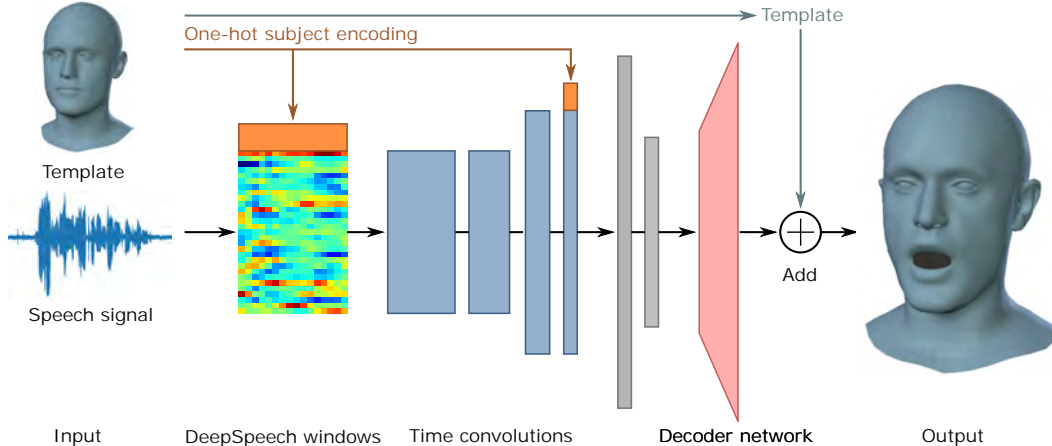 Template
One-hot subject encoding
Template
Speech signal
Add
Input
DeepSpeech windows
Time convolutions
Decoder network
Output